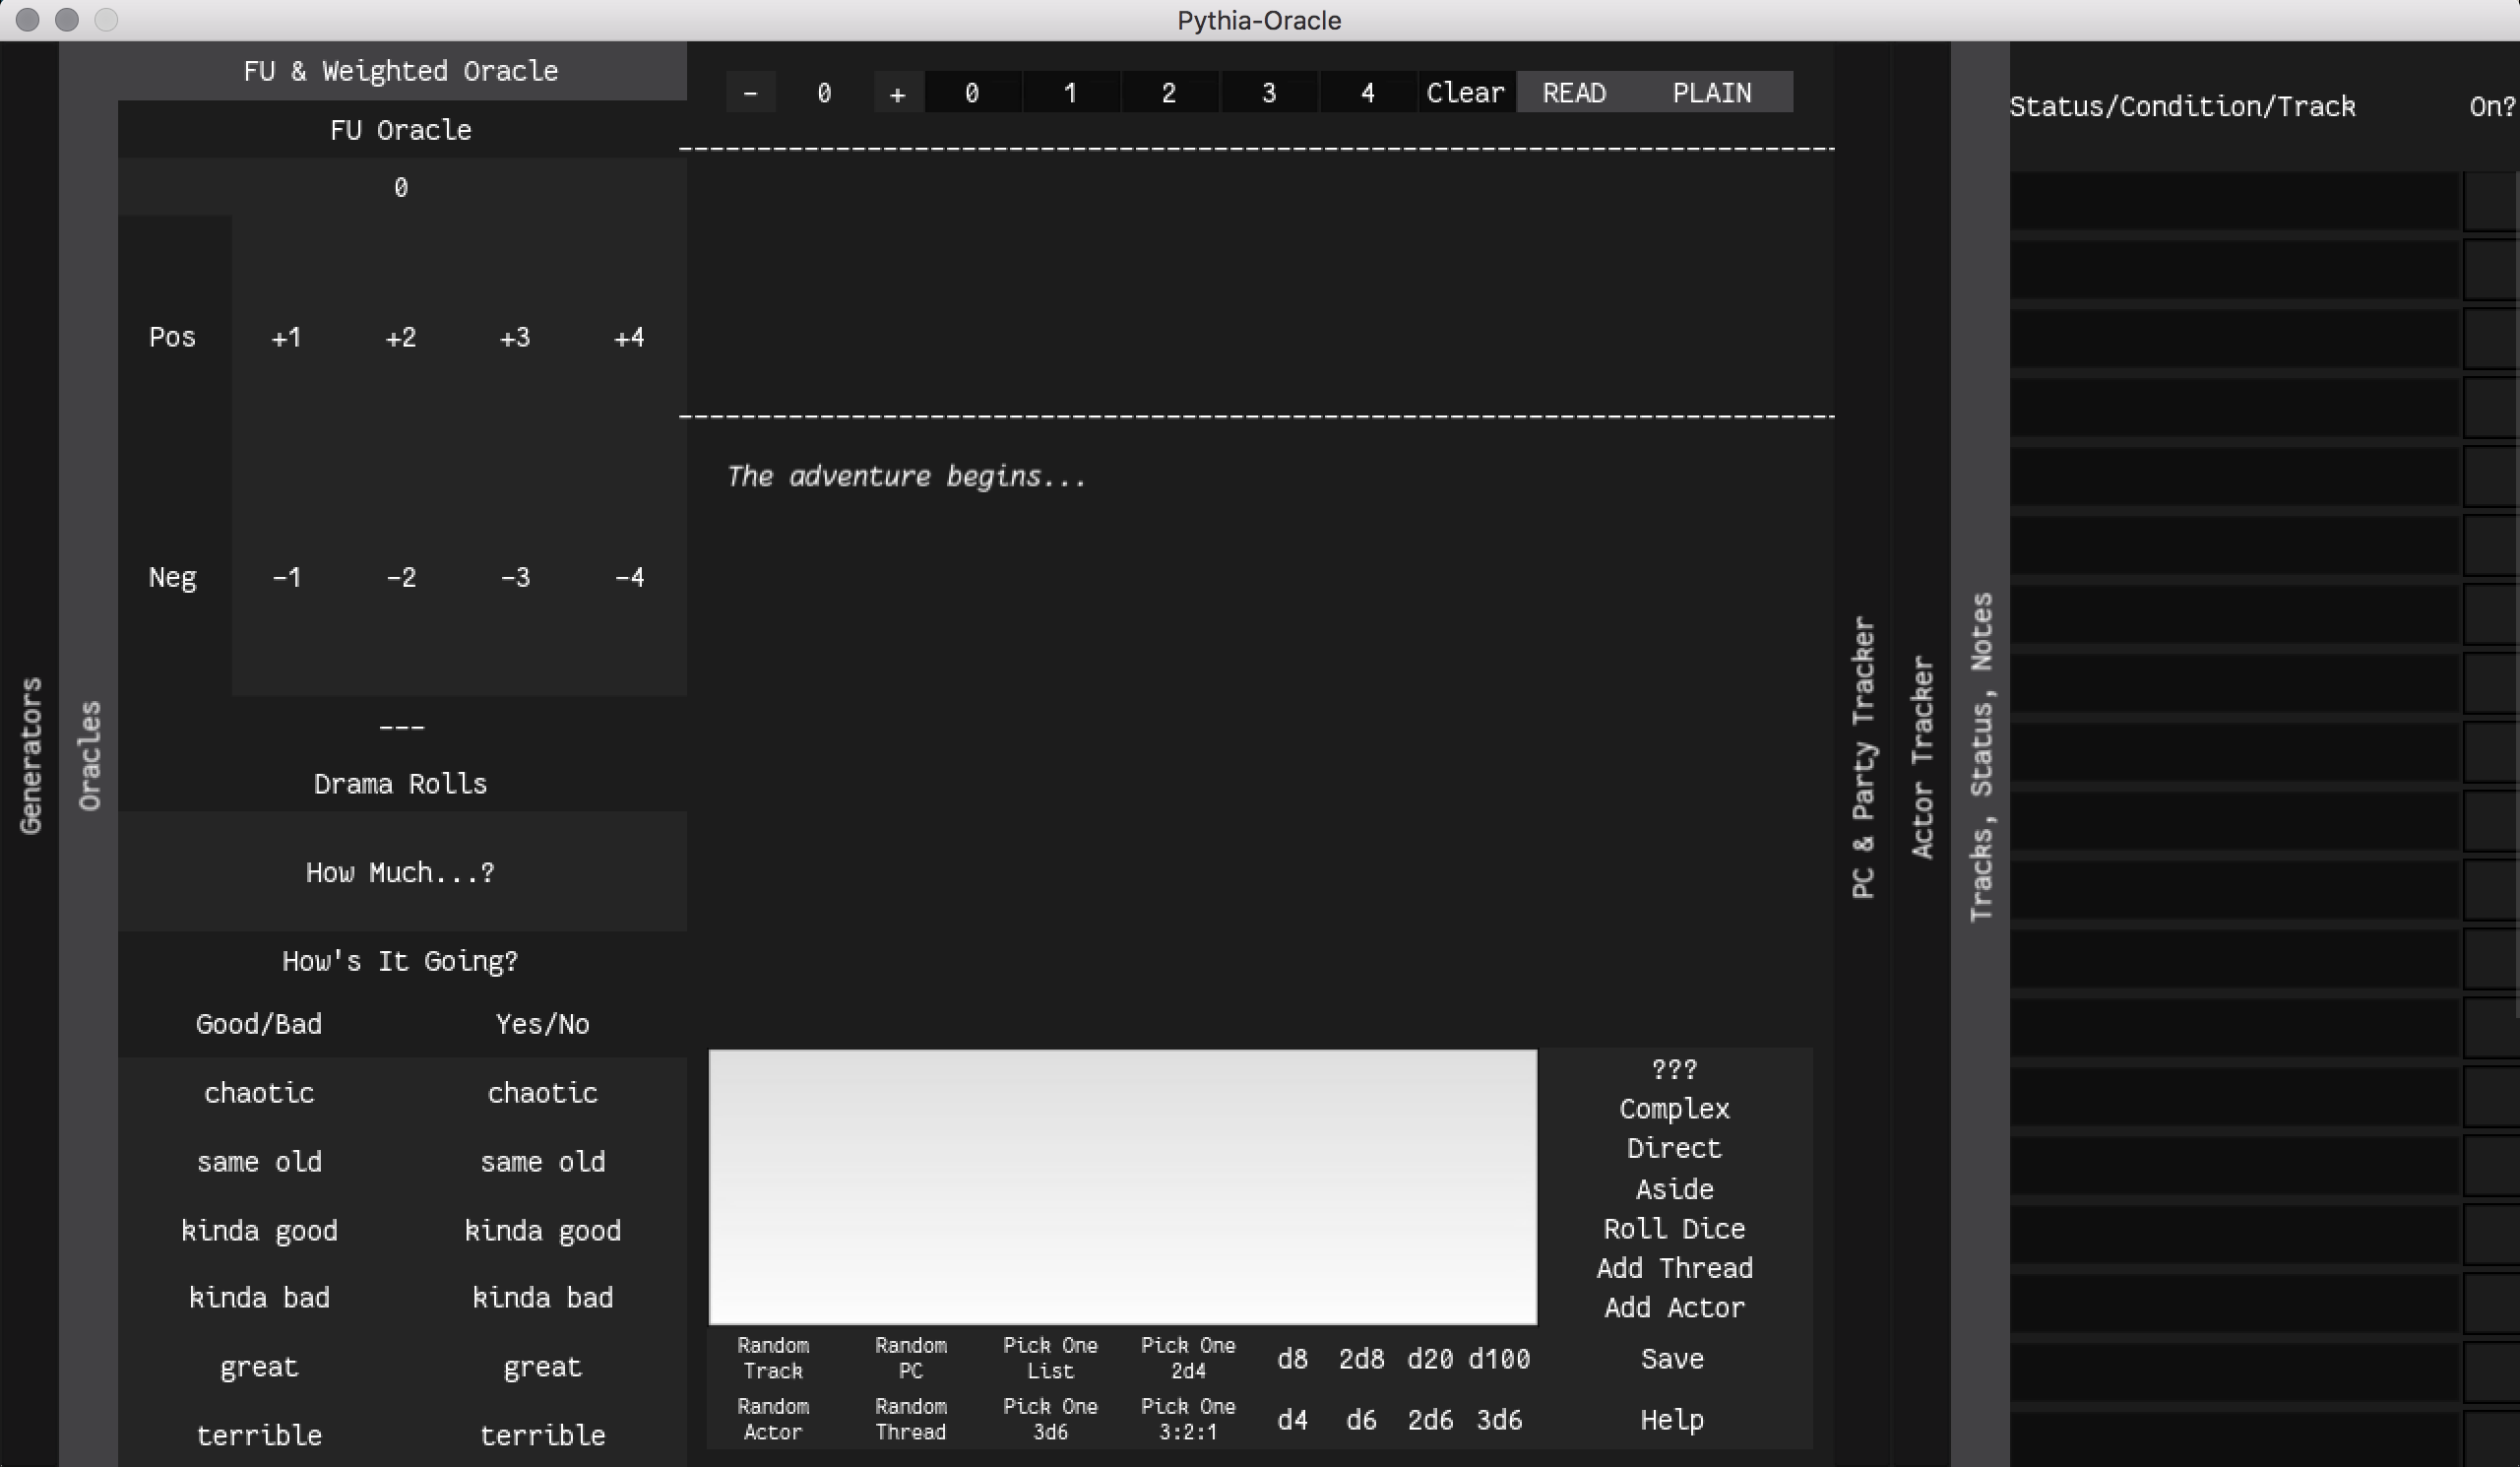 Pythia-Oracle
Generators
Oracles
FU & Weighted Oracle
FU Oracle
0
Pos +1 +2 +3 +4
Neg -1 -2 -3 -4
---
Drama Rolls
How Much...?
How's It Going?
Good/Bad Yes/No
chaotic chaotic
same old same old
kinda good kinda good
kinda bad kinda bad
great great
terrible terrible
- 0 + 0 1 2 3 4 Clear READ PLAIN
The adventure begins...
???
Complex
Direct
Aside
Roll Dice
Add Thread
Add Actor
Random Track
Random PC
Pick One List
Pick One 2d4
d8 2d8 d20 d100
Save
Random Actor
Random Thread
Pick One 3d6
Pick One 3:2:1
d4 d6 2d6 3d6
Help
PC & Party Tracker
Actor Tracker
Tracks, Status, Notes
Status/Condition/Track On?